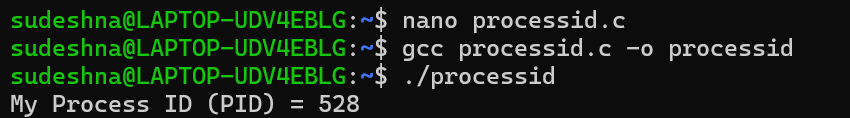 sudeshna@LAPTOP-UDV4EBLG:~$ nano processid.c
sudeshna@LAPTOP-UDV4EBLG:~$ gcc processid.c -o processid
sudeshna@LAPTOP-UDV4EBLG:~$ ./processid
My Process ID (PID) = 528